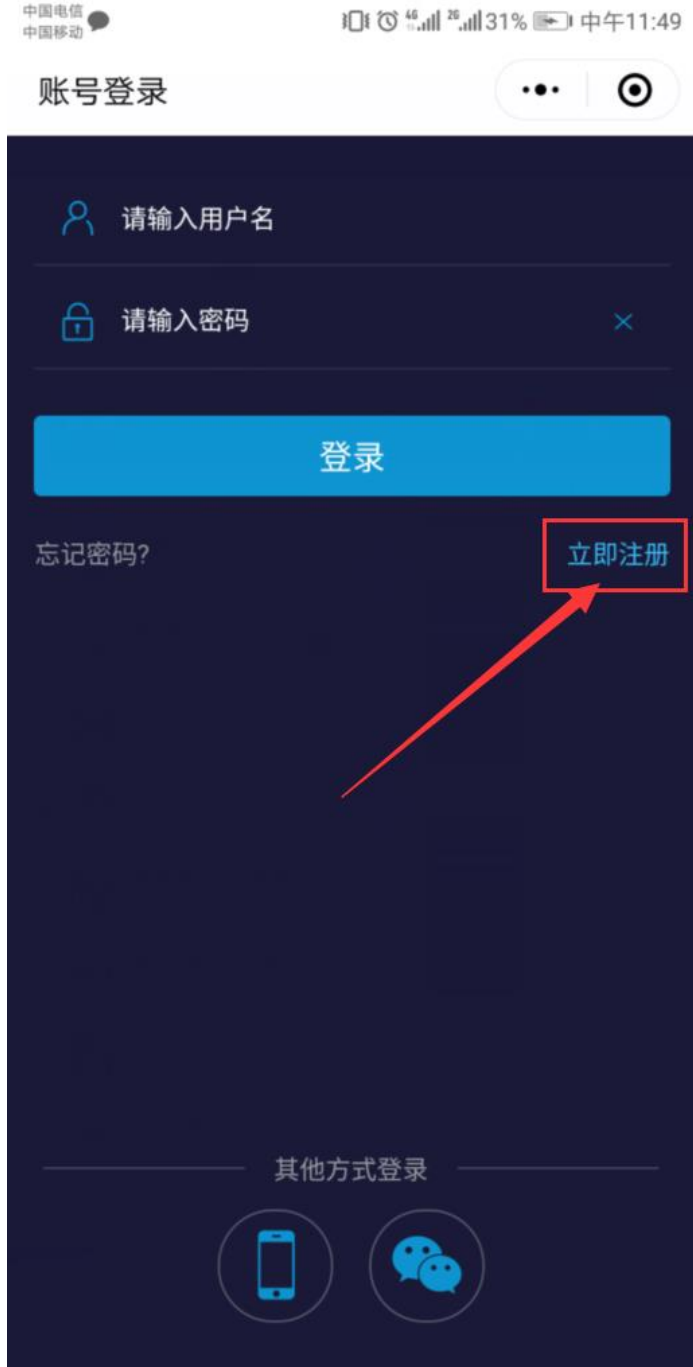 中国电信
中国移动
46 26 31% 中午11:49
账号登录
请输入用户名
请输入密码
登录
忘记密码?
立即注册
其他方式登录